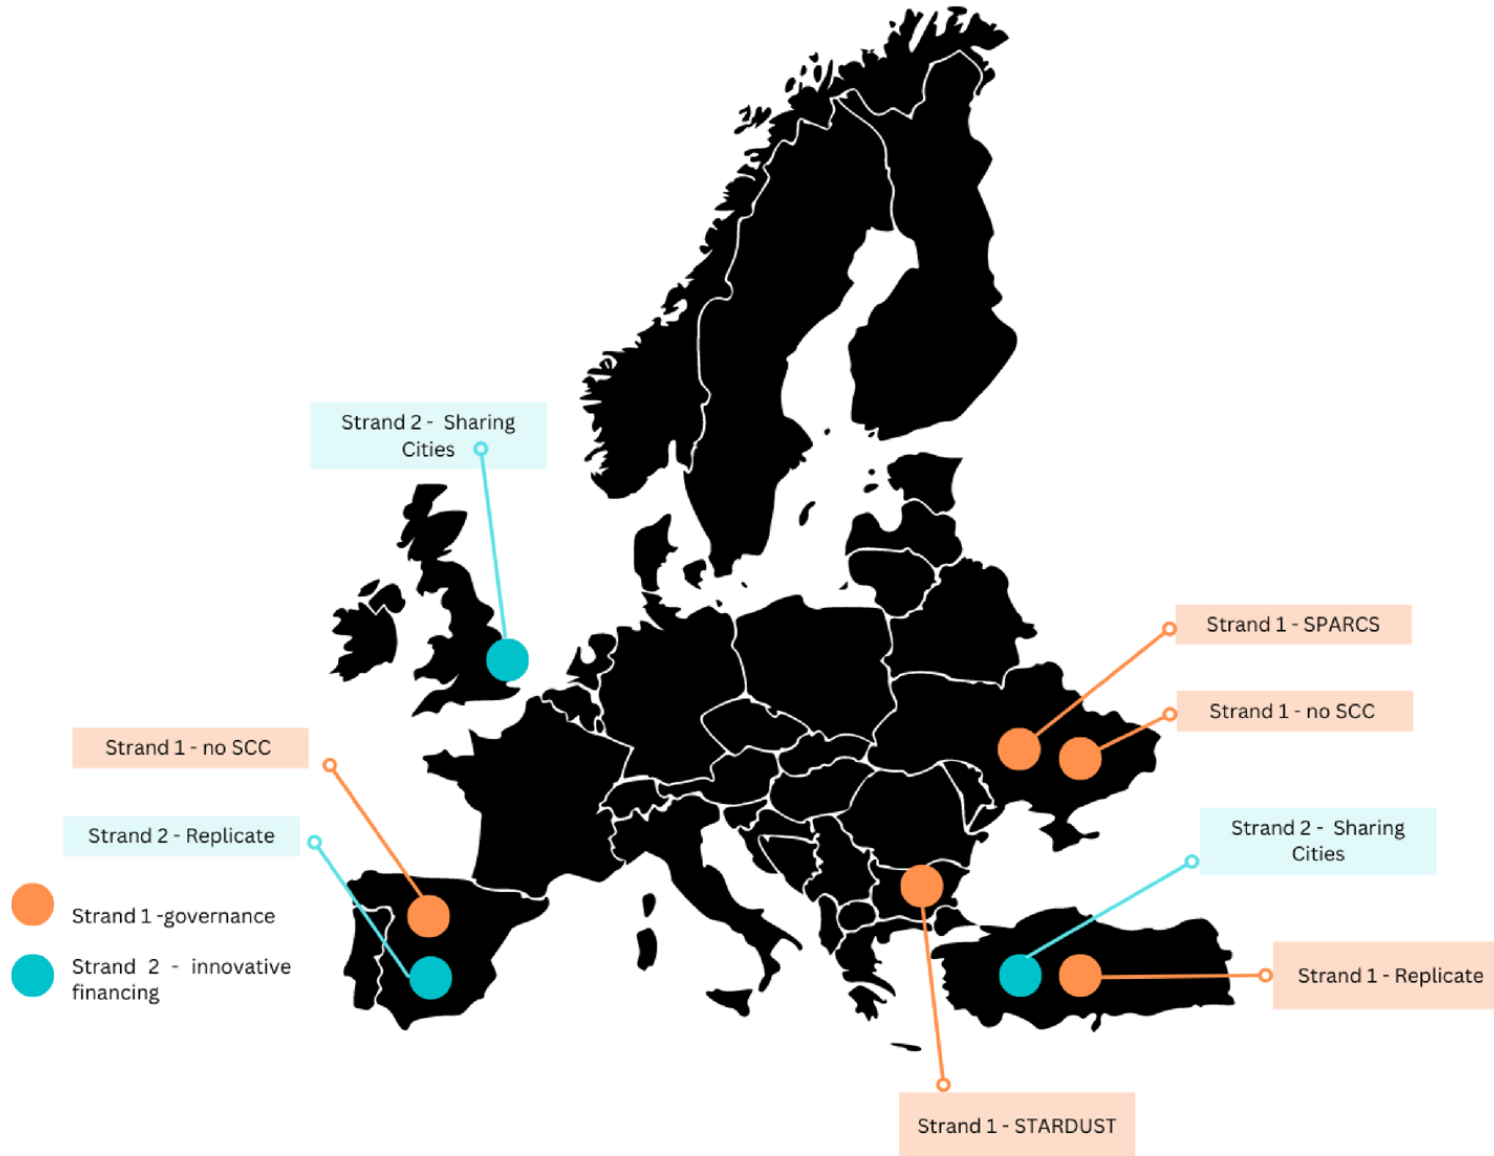 Strand 2 - Sharing
Cities
Strand 1 - SPARCS
Strand 1 - no SCC
Strand 1 - no SCC
Strand 2 - Replicate
Strand 2 - Sharing
Cities
Strand 1 -governance
Strand 2 - innovative
financing
Strand 1 - Replicate
Strand 1 - STARDUST